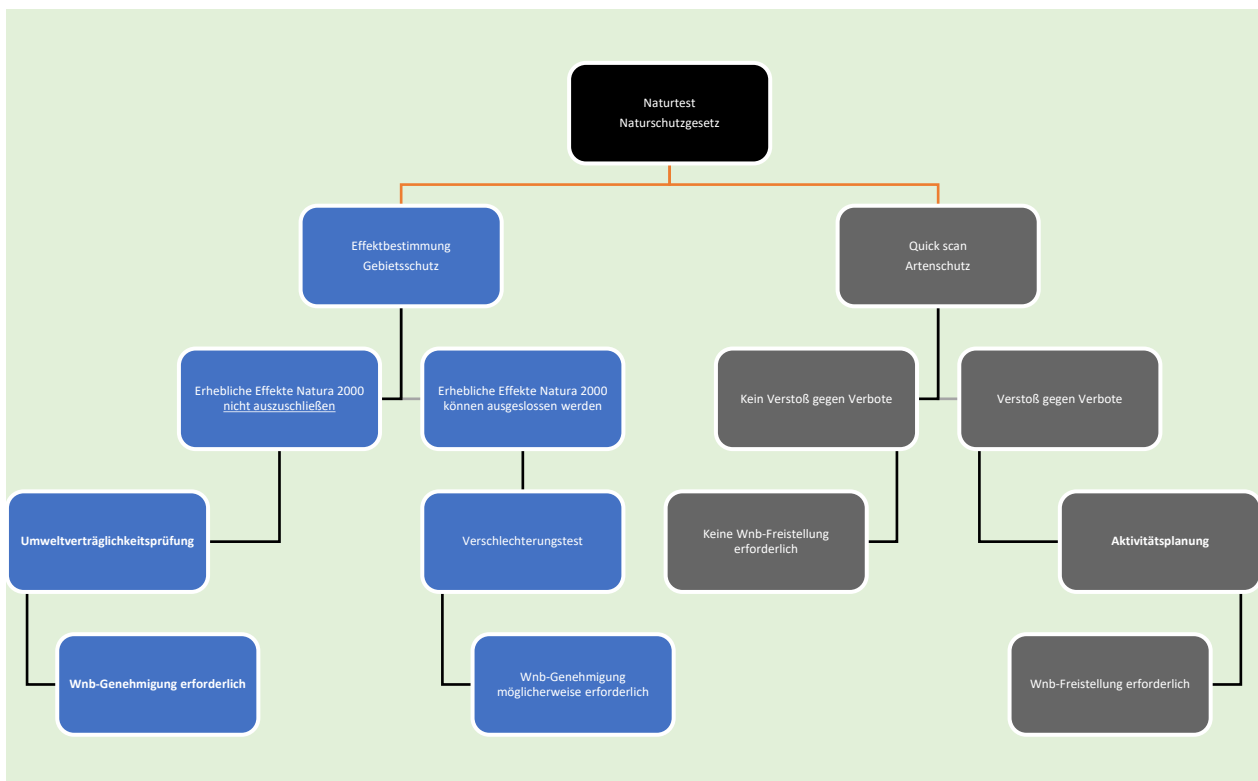 Naturtest
Naturschutzgesetz
Effektbestimmung
Gebietsschutz
Quick scan
Artenschutz
Erhebliche Effekte Natura 2000
nicht auszuschließen
Erhebliche Effekte Natura 2000
können ausgeslossen werden
Kein Verstoß gegen Verbote
Verstoß gegen Verbote
Umweltverträglichkeitsprüfung
Verschlechterungstest
Keine Wnb-Freistellung
erforderlich
Aktivitätsplanung
Wnb-Genehmigung erforderlich
Wnb-Genehmigung
möglicherweise erforderlich
Wnb-Freistellung erforderlich